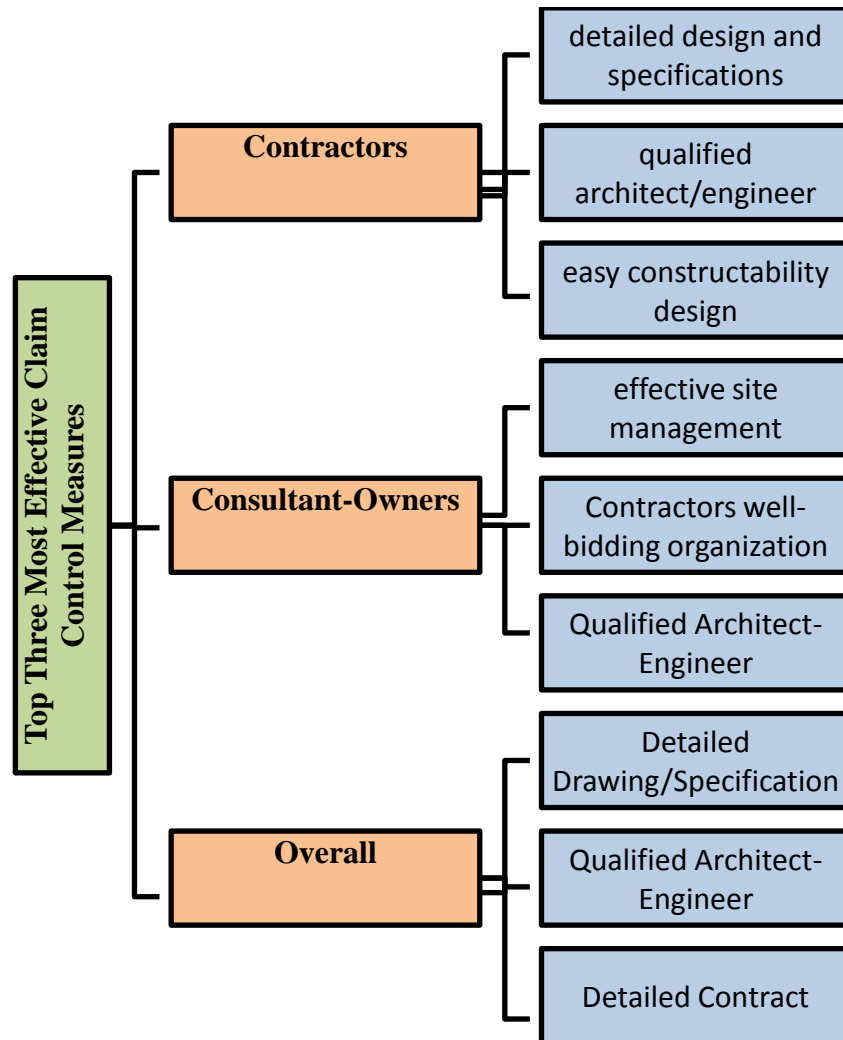 Top Three Most Effective Claim
Control Measures
Contractors
detailed design and
specifications
qualified
architect/engineer
easy constructability
design
Consultant-Owners
effective site
management
Contractors well-
bidding organization
Qualified Architect-
Engineer
Overall
Detailed
Drawing/Specification
Qualified Architect-
Engineer
Detailed Contract